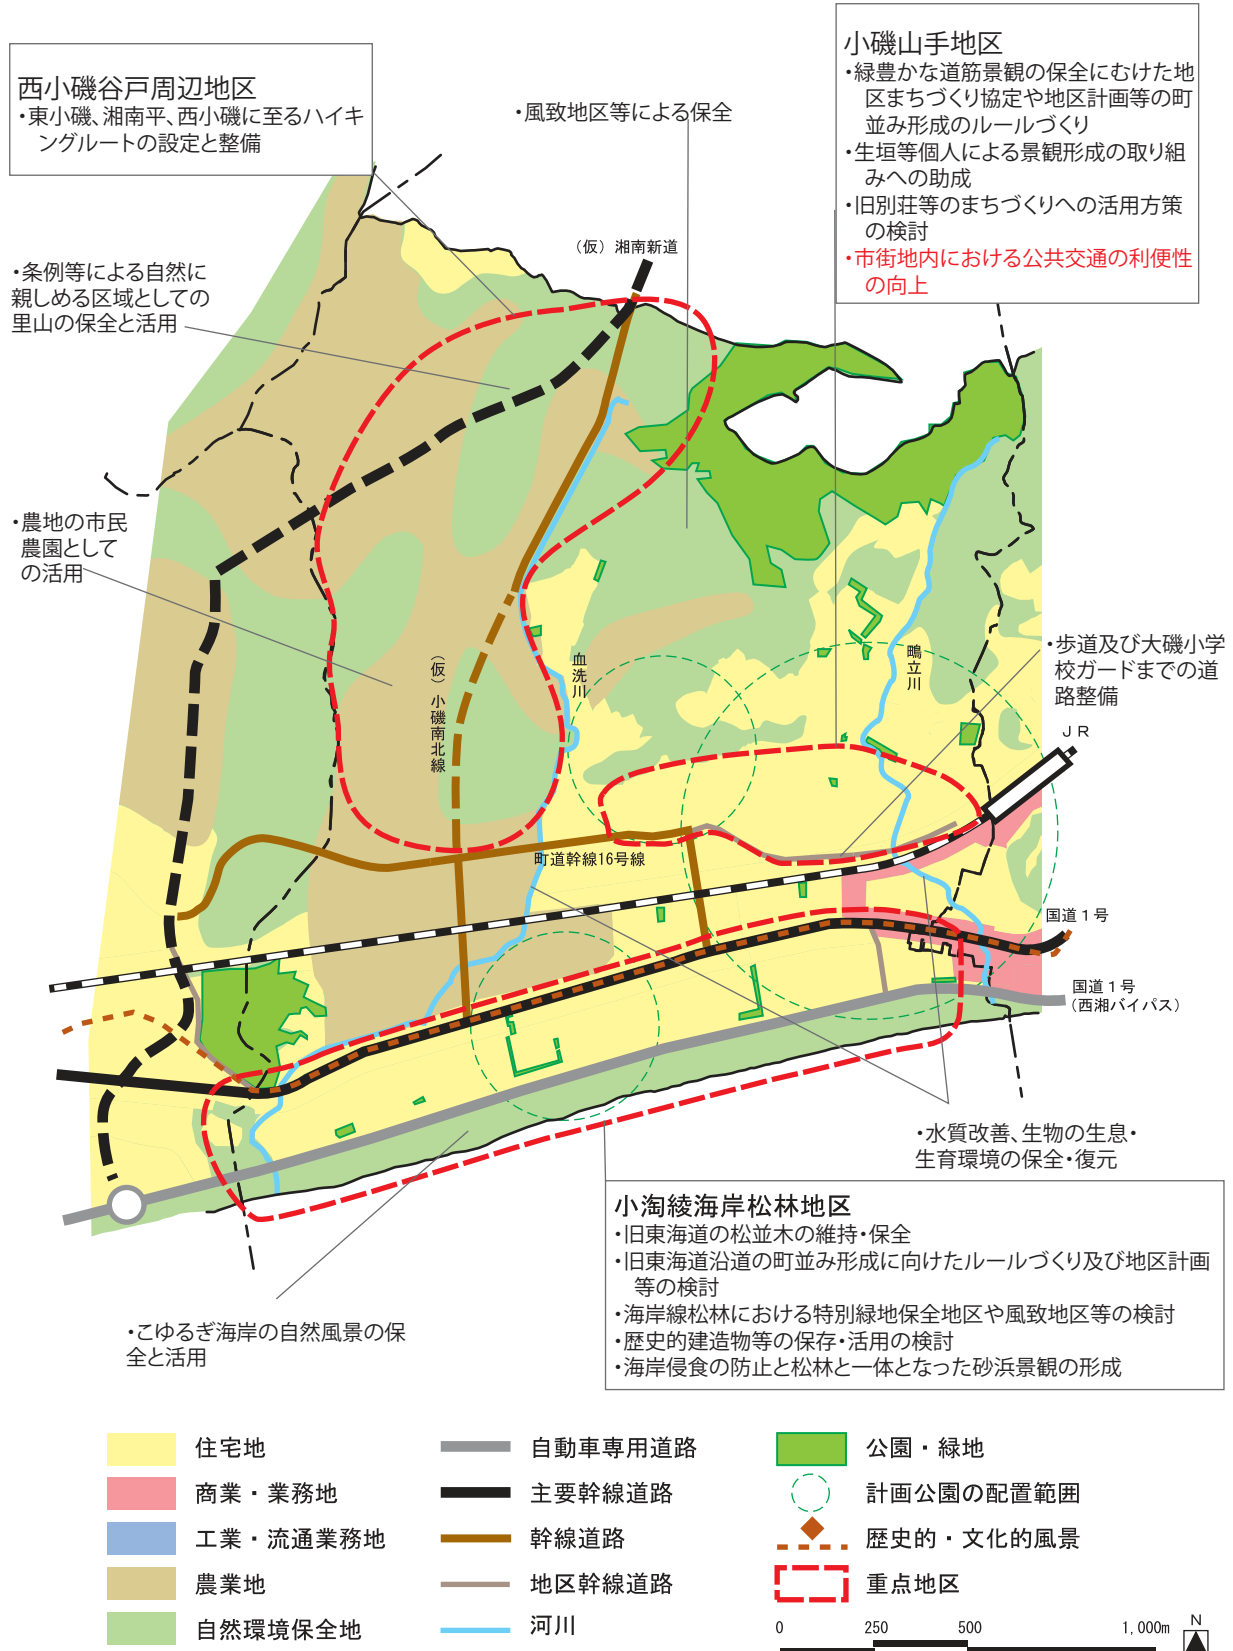 西小磯谷戸周辺地区
・東小磯、湘南平、西小磯に至るハイキ
ングルートの設定と整備
・風致地区等による保全
小磯山手地区
・緑豊かな道筋景観の保全にむけた地
区まちづくり協定や地区計画等の町
並み形成のルールづくり
・生垣等個人による景観形成の取り組
みへの助成
・旧別荘等のまちづくりへの活用方策
の検討
・市街地内における公共交通の利便性
の向上
(仮)湘南新道
・条例等による自然に
親しめる区域としての
里山の保全と活用
・農地の市民
農園として
の活用
(仮)小磯南北線
血洗川
鴫立川
・歩道及び大磯小学
校ガードまでの道
路整備
JR
町道幹線16号線
国道1号
国道1号
(西湘バイパス)
・水質改善、生物の生息・
生育環境の保全・復元
小淘綾海岸松林地区
・旧東海道の松並木の維持・保全
・旧東海道沿道の町並み形成に向けたルールづくり及び地区計画
等の検討
・海岸線松林における特別緑地保全地区や風致地区等の検討
・歴史的建造物等の保存・活用の検討
・海岸侵食の防止と松林と一体となった砂浜景観の形成
・こゆるぎ海岸の自然風景の保
全と活用
住宅地
商業・業務地
工業・流通業務地
農業地
自然環境保全地
自動車専用道路
主要幹線道路
幹線道路
地区幹線道路
河川
公園・緑地
計画公園の配置範囲
歴史的・文化的風景
重点地区
0 250 500 1,000m
N